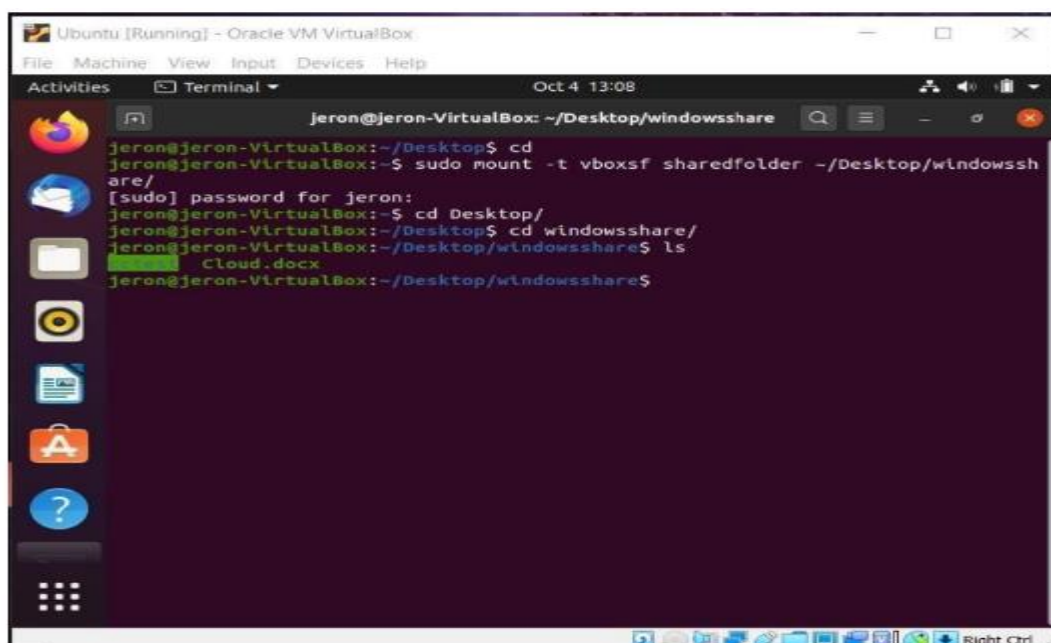 Ubuntu [Running] - Oracle VM VirtualBox
File Machine View Input Devices Help
Activities Terminal Oct 4 13:08
jeron@jeron-VirtualBox: ~/Desktop/windowsshare
jeron@jeron-VirtualBox:~/Desktop$ cd
jeron@jeron-VirtualBox:~$ sudo mount -t vboxsf sharedfolder ~/Desktop/windowssh
are/
[sudo] password for jeron:
jeron@jeron-VirtualBox:~$ cd Desktop/
jeron@jeron-VirtualBox:~/Desktop$ cd windowsshare/
jeron@jeron-VirtualBox:~/Desktop/windowsshare$ ls
cctest Cloud.docx
jeron@jeron-VirtualBox:~/Desktop/windowsshare$
Right Ctrl